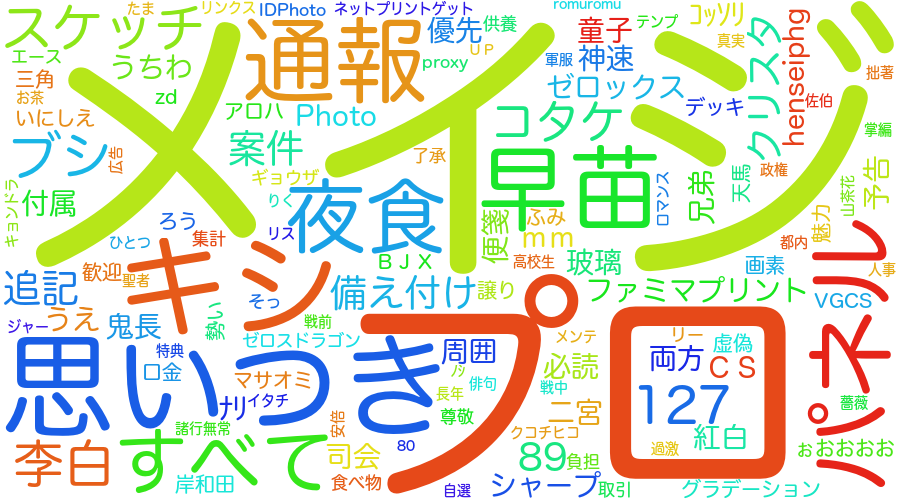 スケッチ
たま
リンクス
IDPhoto
ネットプリントゲット
romuromu
コッソリ
テンプ
童子
優先
供養
UP
通報
メイジ
真実
エース
うちわ
proxy
軍服
神速
クリスタ
henseiphg
拙著
三角
お茶
zd
アロハ
Photo
ゼロックス
デッキ
佐伯
いにしえ
コタケ
掌編
ブシ
広告
案件
了承
早苗
ギョウザ
政権
予告
キョンドラ
付属
りく
夜食
便箋
ふみ
mm
ロマンス
兄弟
天馬
山茶花
魅力
ろう
ひとつ
集計
リス
キシ
BJX
高校生
玻璃
都内
画素
人事
パネル
追記
歓迎
聖者
そっ
備え付け
譲り
ファミマプリント
VGCS
ジャー
うえ
鬼長
勢い
戦前
ゼロスドラゴン
プロ
メンテ
リー
虚偽
両方
CS
思いつき
特典
口金
マサオミ
周囲
必読
ナリ
イタチ
長年
俳句
戦中
127
薔薇
尊敬
二宮
諸行無常
安倍
80
クコチヒコ
過激
紅白
李白
すべて
司会
89
負担
ぉおおおお
岸和田
食べ物
自選
シャープ
取引
グラデーション